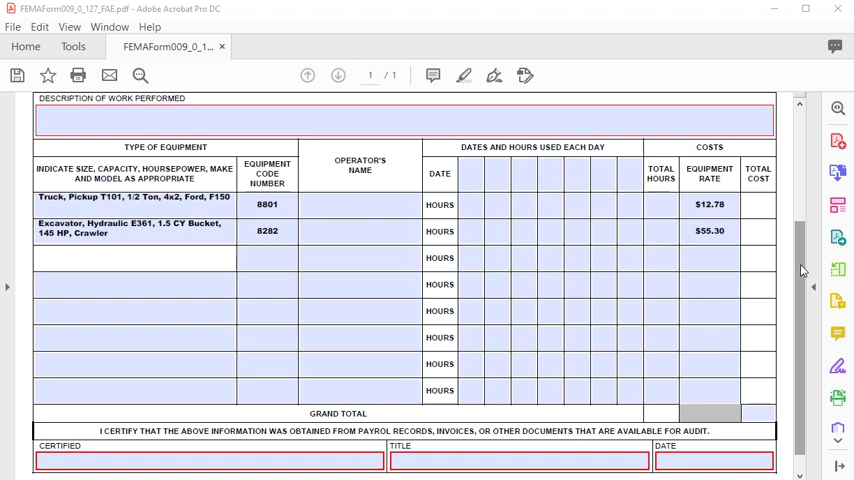 FEMAForm009_0_127_FAE.pdf - Adobe Acrobat Pro DC
File Edit View Window Help
Home Tools FEMAForm009_0_1... ×
1 / 1
DESCRIPTION OF WORK PERFORMED
TYPE OF EQUIPMENT
DATES AND HOURS USED EACH DAY
COSTS
INDICATE SIZE, CAPACITY, HOURSEPOWER, MAKE
AND MODEL AS APPROPRIATE
EQUIPMENT
CODE
NUMBER
OPERATOR'S
NAME
DATE
TOTAL
HOURS
EQUIPMENT
RATE
TOTAL
COST
Truck, Pickup T101, 1/2 Ton, 4x2, Ford, F150
8801
HOURS
$12.78
Excavator, Hydraulic E361, 1.5 CY Bucket,
145 HP, Crawler
8282
HOURS
$55.30
HOURS
HOURS
HOURS
HOURS
HOURS
HOURS
GRAND TOTAL
I CERTIFY THAT THE ABOVE INFORMATION WAS OBTAINED FROM PAYROL RECORDS, INVOICES, OR OTHER DOCUMENTS THAT ARE AVAILABLE FOR AUDIT.
CERTIFIED
TITLE
DATE